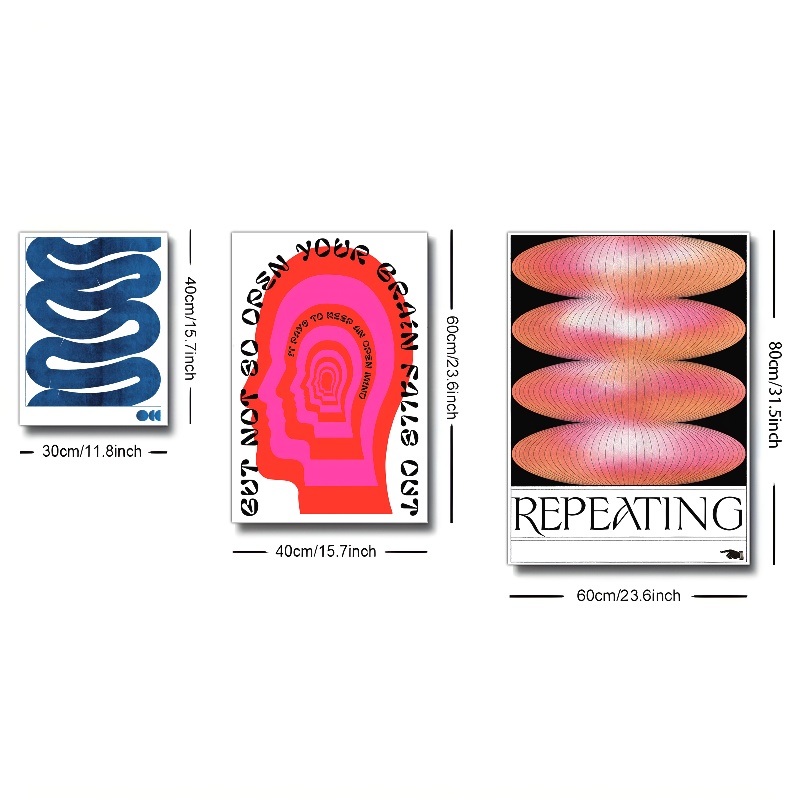 40cm/15.7inch
30cm/11.8inch
BUT NOT SO OPEN YOUR BRAIN FALLS OUT
IT PAYS TO KEEP AN OPEN MIND
60cm/23.6inch
40cm/15.7inch
REPEATING
80cm/31.5inch
60cm/23.6inch